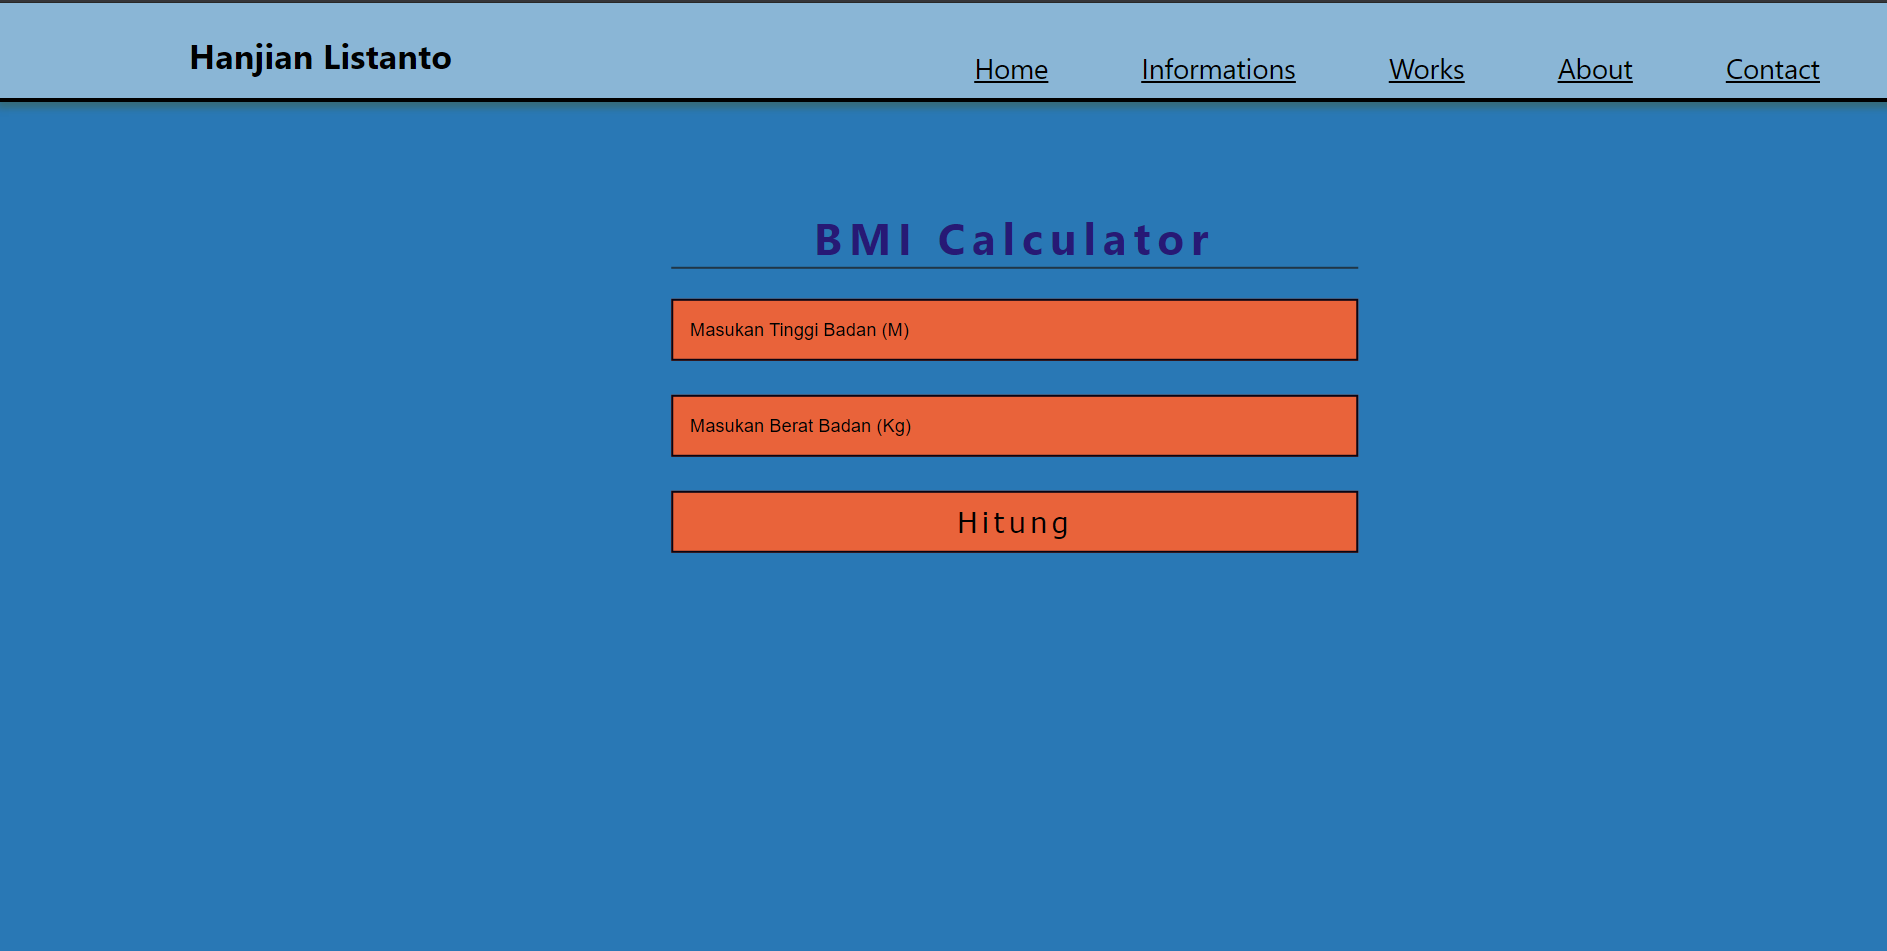 Hanjian Listanto
Home Informations Works About Contact
BMI Calculator
Masukan Tinggi Badan (M)
Masukan Berat Badan (Kg)
Hitung